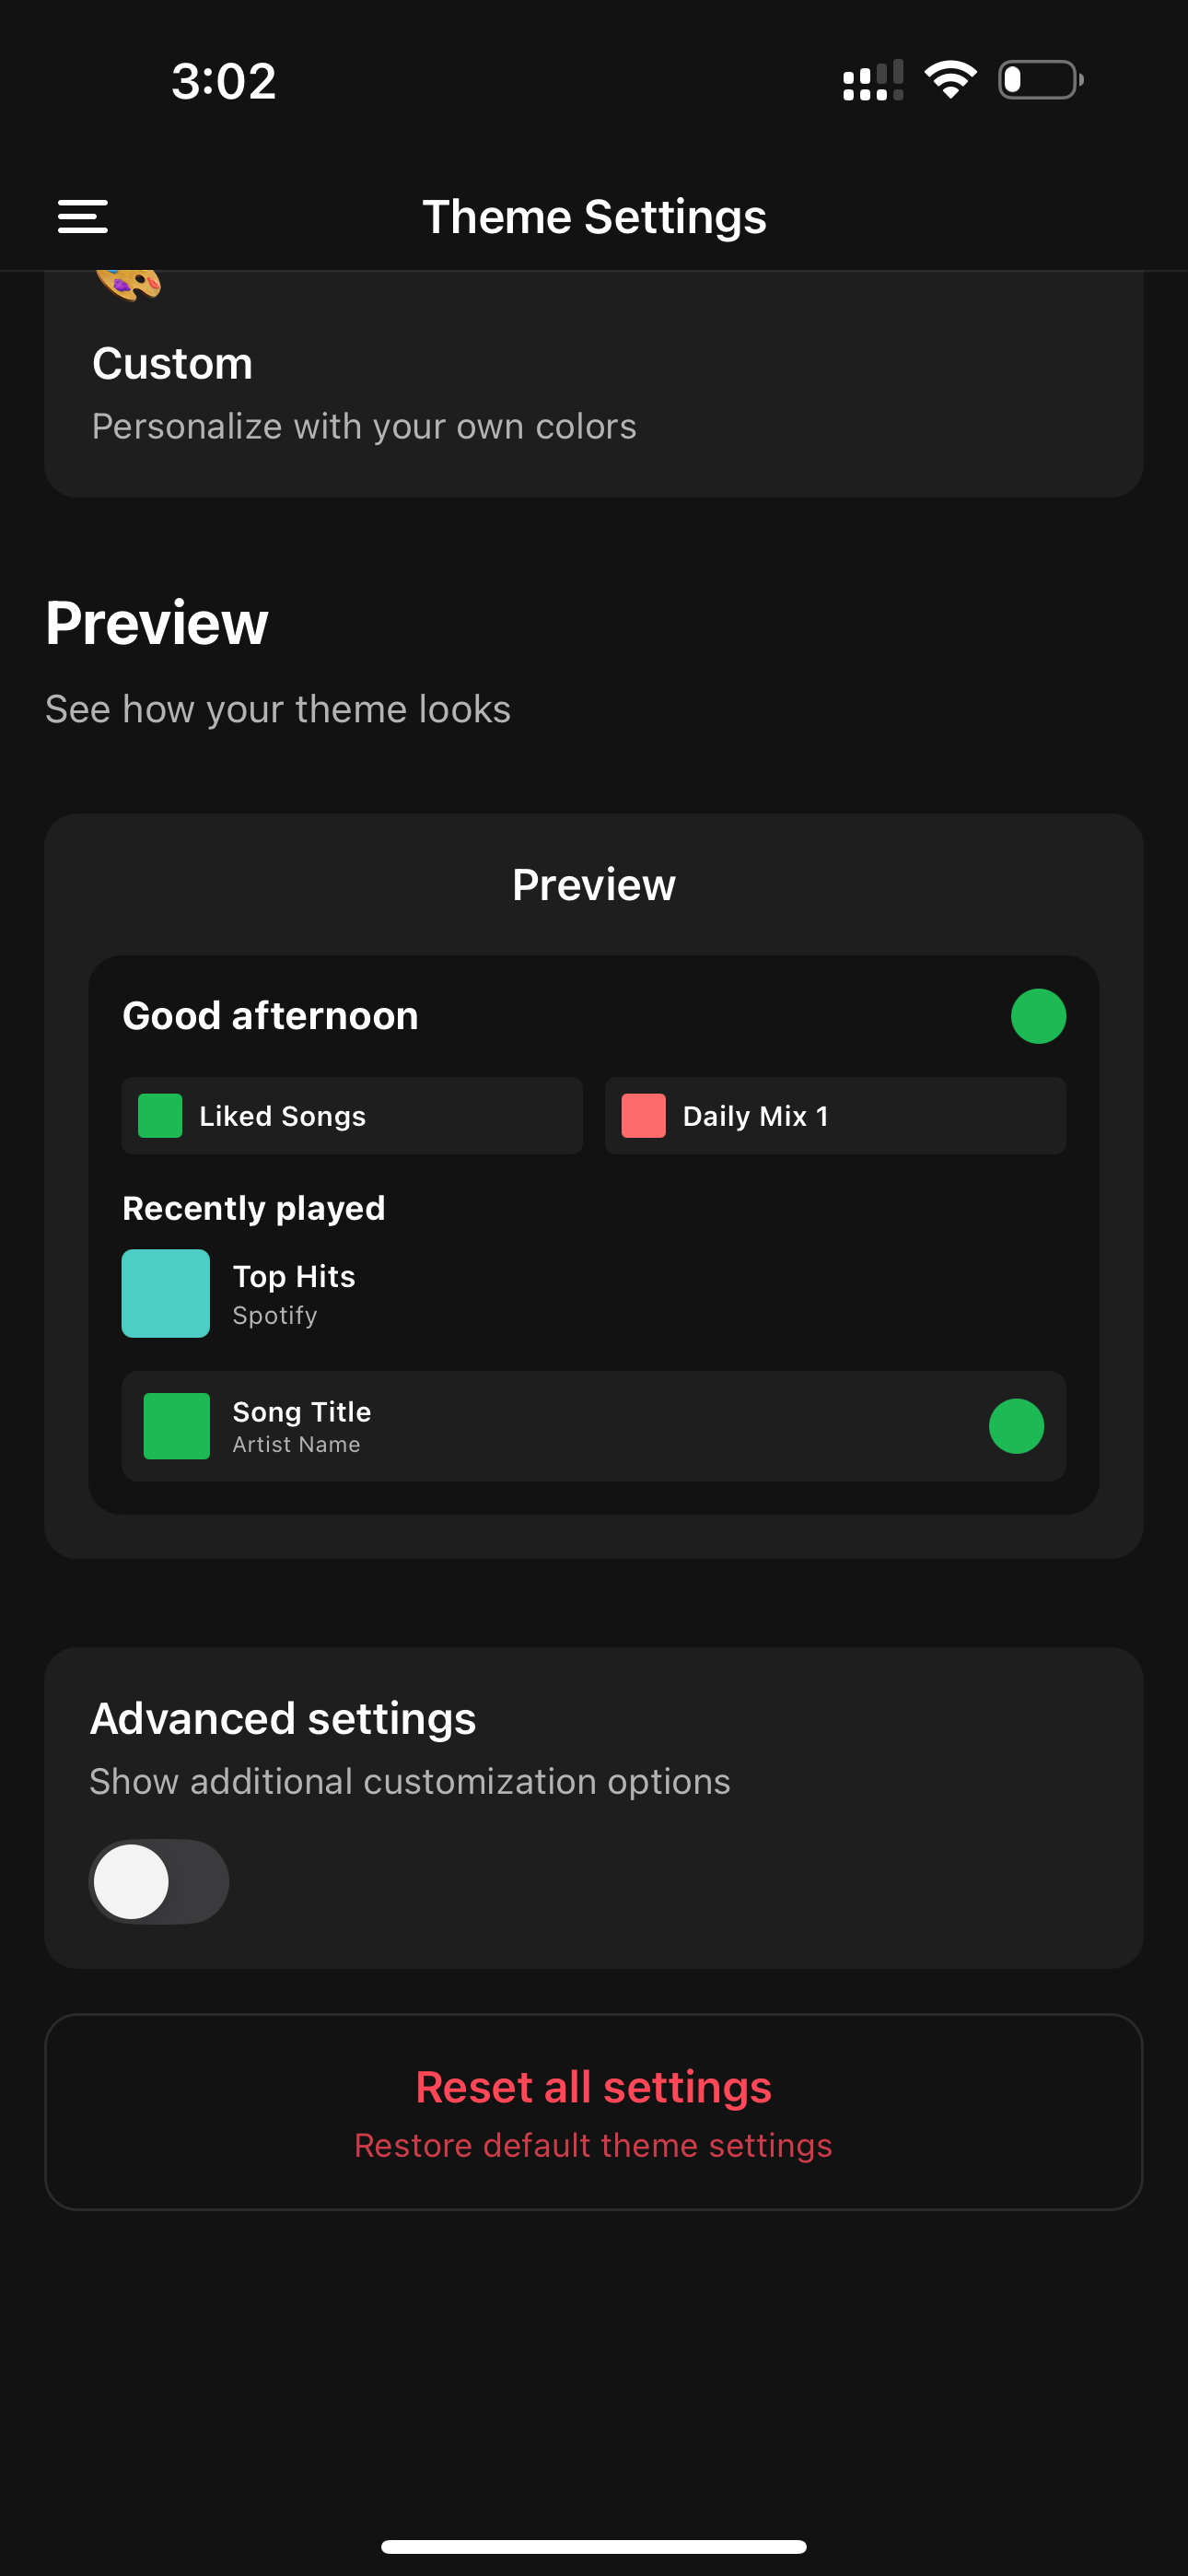 3:02
Theme Settings
Custom
Personalize with your own colors
Preview
See how your theme looks
Preview
Good afternoon
Liked Songs
Daily Mix 1
Recently played
Top Hits
Spotify
Song Title
Artist Name
Advanced settings
Show additional customization options
Reset all settings
Restore default theme settings